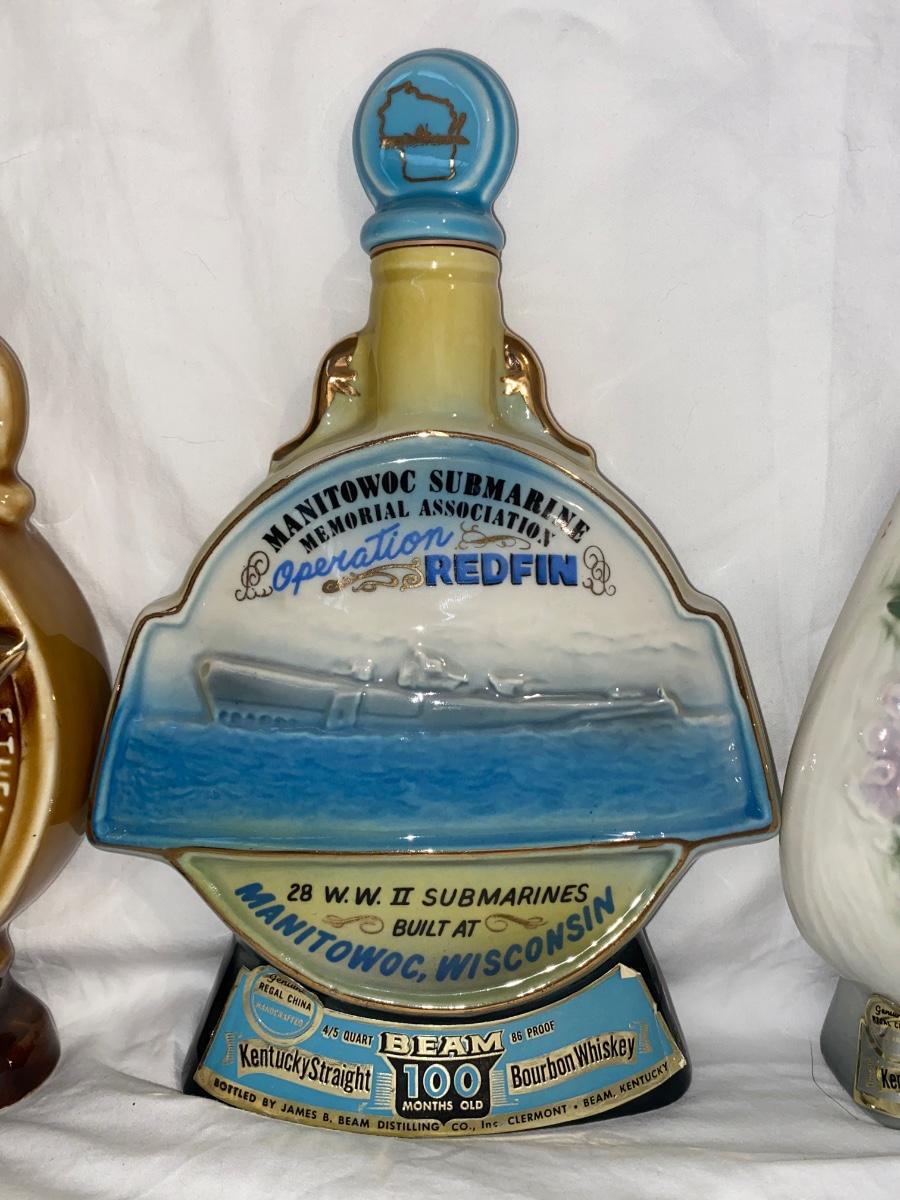 MANITOWOC SUBMARINE
MEMORIAL ASSOCIATION
Operation REDFIN
28 W.W. II SUBMARINES
BUILT AT
MANITOWOC, WISCONSIN
Genuine
REGAL CHINA
HANDCRAFTED
4/5 QUART BEAM 86 PROOF
Kentucky Straight 100 Bourbon Whiskey
MONTHS OLD
BOTTLED BY JAMES B. BEAM DISTILLING CO., Inc. CLERMONT • BEAM, KENTUCKY
Genuine